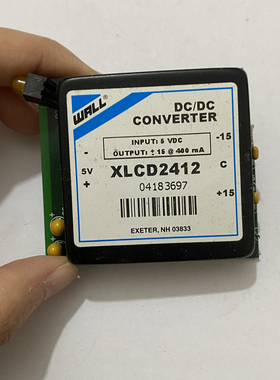 WALL
DC/DC
CONVERTER
INPUT: 5 VDC
OUTPUT: ± 15 @ 400 mA
- -15
5V XLCD2412 C
+ 04183697 +15
EXETER, NH 03833